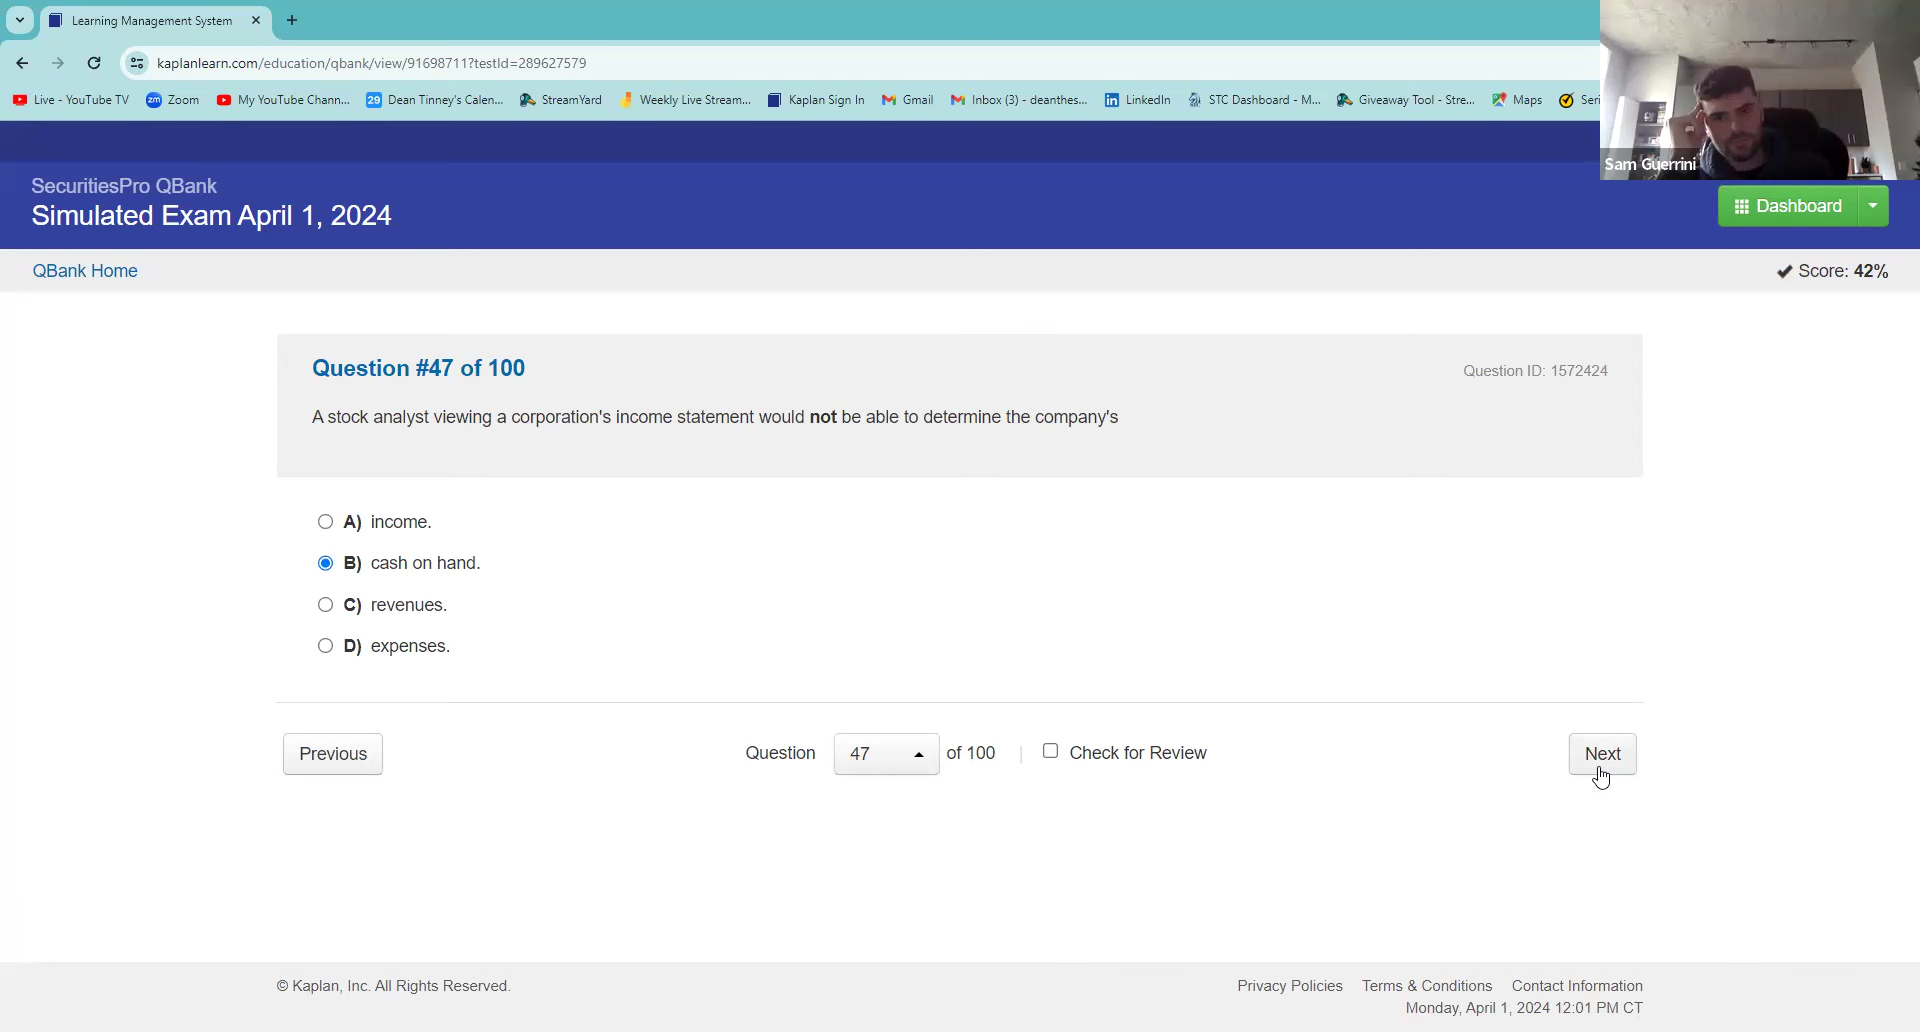 Learning Management System
kaplanlearn.com/education/qbank/view/91698711?testId=289627579
Live - YouTube TV
zm Zoom
My YouTube Chann...
29 Dean Tinney's Calen...
StreamYard
Weekly Live Stream...
Kaplan Sign In
Gmail
Inbox (3) - deanthes...
in LinkedIn
STC Dashboard - M...
Giveaway Tool - Stre...
Maps
Seri
Sam Guerrini
SecuritiesPro QBank
Simulated Exam April 1, 2024
Dashboard
QBank Home
Score: 42%
Question #47 of 100
Question ID: 1572424
A stock analyst viewing a corporation's income statement would not be able to determine the company's
A) income.
B) cash on hand.
C) revenues.
D) expenses.
Previous
Question 47 of 100 | Check for Review
Next
© Kaplan, Inc. All Rights Reserved.
Privacy Policies Terms & Conditions Contact Information
Monday, April 1, 2024 12:01 PM CT